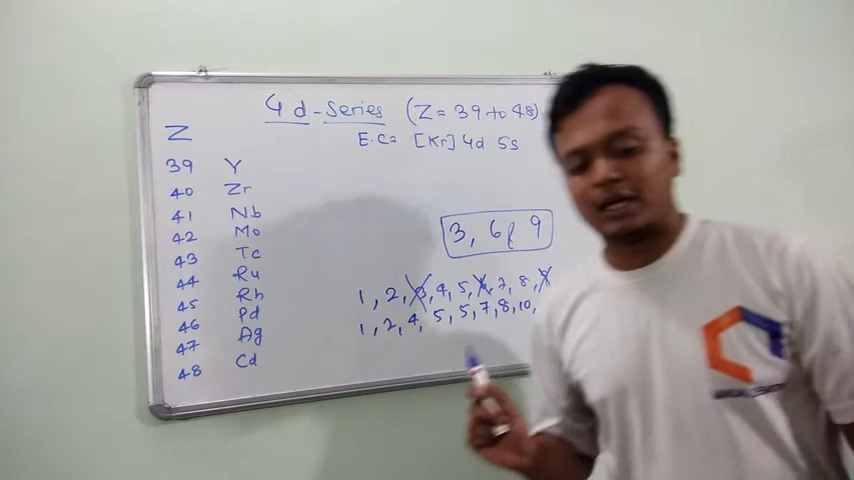 4d-Series (Z = 39 to 48)
E.C= [Kr] 4d 5s
Z
39 Y
40 Zr
41 Nb
42 Mo
43 Tc
44 Ru
45 Rh
46 Pd
47 Ag
48 Cd
3, 6 & 9
1, 2, 3, 4, 5, 6, 7, 8, 9
1, 2, 4, 5, 5, 7, 8, 10,